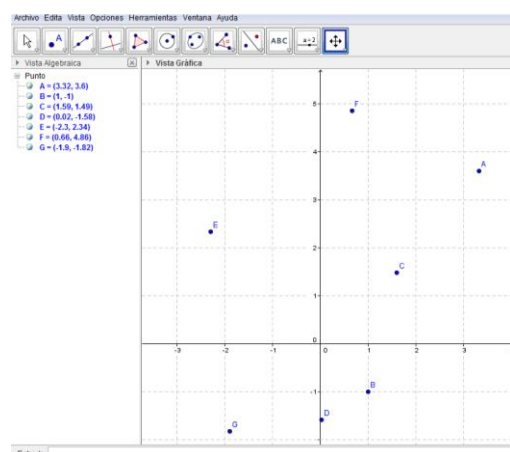 Archivo Edita Vista Opciones Herramientas Ventana Ayuda
A
ABC
a=2
Vista Algebraica
Vista Gráfica
Punto
A = (3.32, 3.6)
B = (1, -1)
C = (1.59, 1.49)
D = (0.02, -1.58)
E = (-2.3, 2.34)
F = (0.66, 4.86)
G = (-1.9, -1.82)
5
F
4
A
3
E
2
C
1
0
-3 -2 -1 0 1 2 3
-1
B
D
G